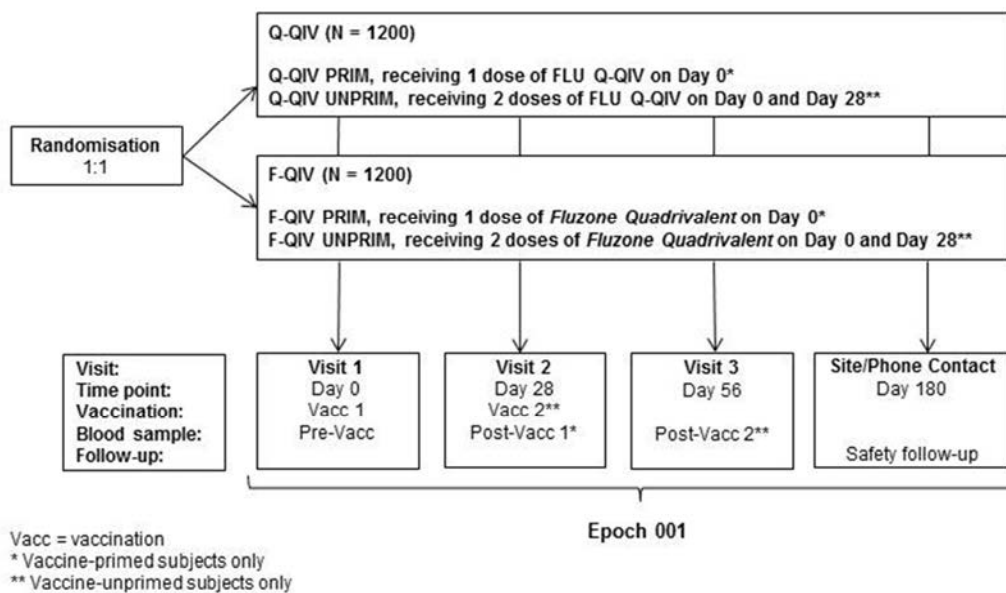 Q-QIV (N = 1200)
Q-QIV PRIM, receiving 1 dose of FLU Q-QIV on Day 0*
Q-QIV UNPRIM, receiving 2 doses of FLU Q-QIV on Day 0 and Day 28**
Randomisation
1:1
F-QIV (N = 1200)
F-QIV PRIM, receiving 1 dose of Fluzone Quadrivalent on Day 0*
F-QIV UNPRIM, receiving 2 doses of Fluzone Quadrivalent on Day 0 and Day 28**
Visit:
Time point:
Vaccination:
Blood sample:
Follow-up:
Visit 1
Day 0
Vacc 1
Pre-Vacc
Visit 2
Day 28
Vacc 2**
Post-Vacc 1*
Visit 3
Day 56
Post-Vacc 2**
Site/Phone Contact
Day 180
Safety follow-up
Epoch 001
Vacc = vaccination
* Vaccine-primed subjects only
** Vaccine-unprimed subjects only